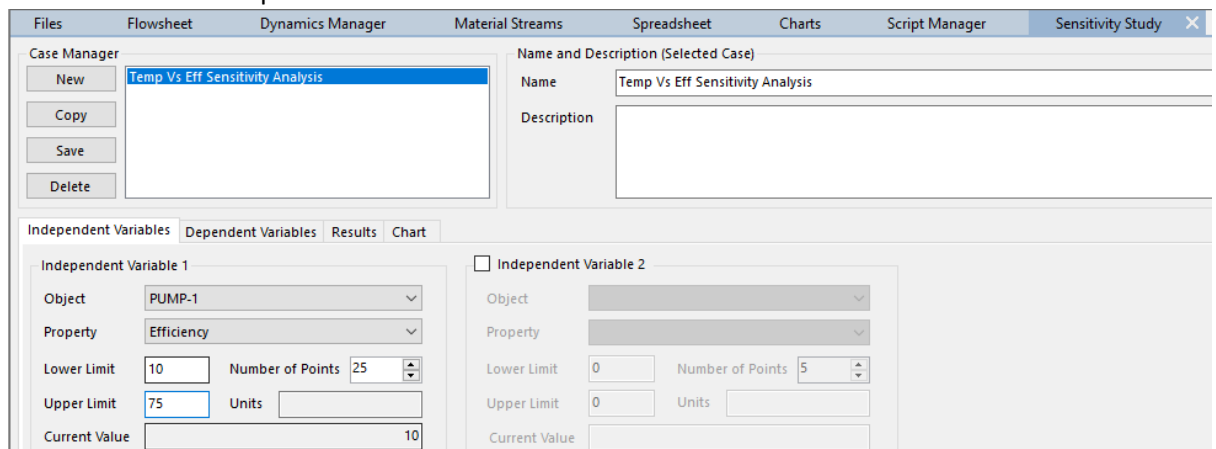 Files Flowsheet Dynamics Manager Material Streams Spreadsheet Charts Script Manager Sensitivity Study
Case Manager
New
Copy
Save
Delete
Temp Vs Eff Sensitivity Analysis
Name and Description (Selected Case)
Name Temp Vs Eff Sensitivity Analysis
Description
Independent Variables Dependent Variables Results Chart
Independent Variable 1
Object PUMP-1
Property Efficiency
Lower Limit 10 Number of Points 25
Upper Limit 75 Units
Current Value 10
Independent Variable 2
Object
Property
Lower Limit 0 Number of Points 5
Upper Limit 0 Units
Current Value